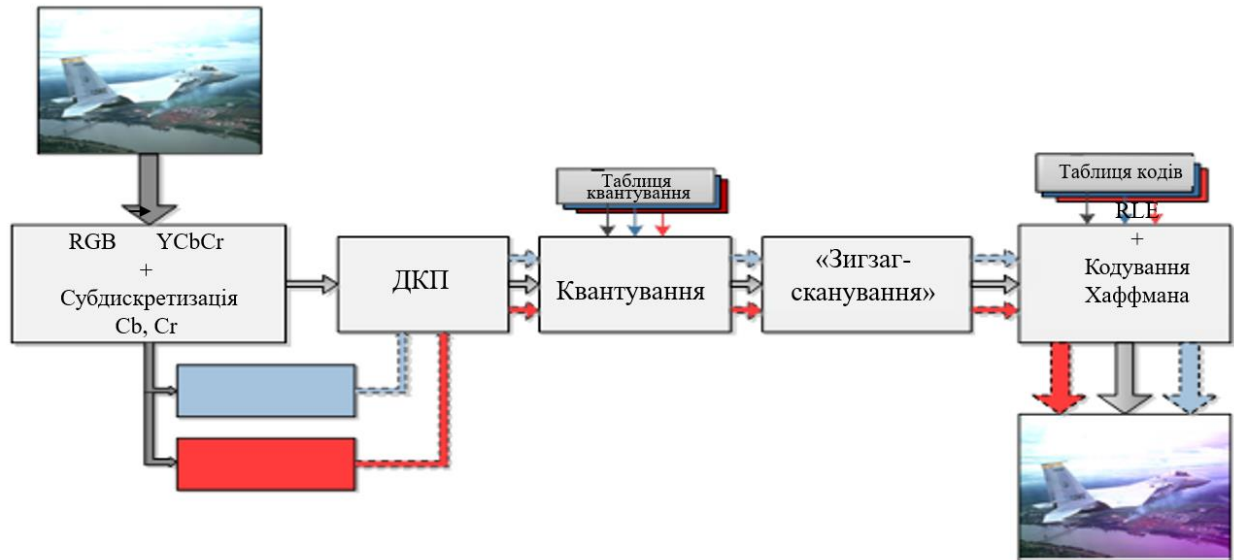 Таблиця
квантування
Таблиця кодів
RGB YCbCr
+
Субдискретизація
Cb, Cr
ДКП
Квантування
«Зигзаг-
сканування»
RLE
+
Кодування
Хаффмана